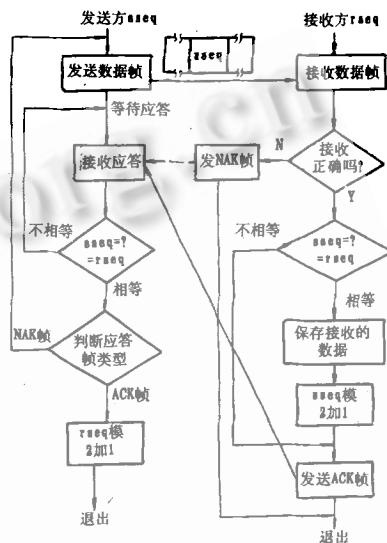 发送方sseq
接收方rseq
sseq
发送数据帧
接收数据帧
等待应答
接收应答
发NAK帧
N
接收
正确吗?
Y
不相等
sseq=?
=rseq
不相等
sseq=?
=rseq
相等
相等
保存接收的
数据
NAK帧
判断应答
帧类型
ACK帧
sseq模
2加1
rseq模
2加1
发送ACK帧
退出
退出